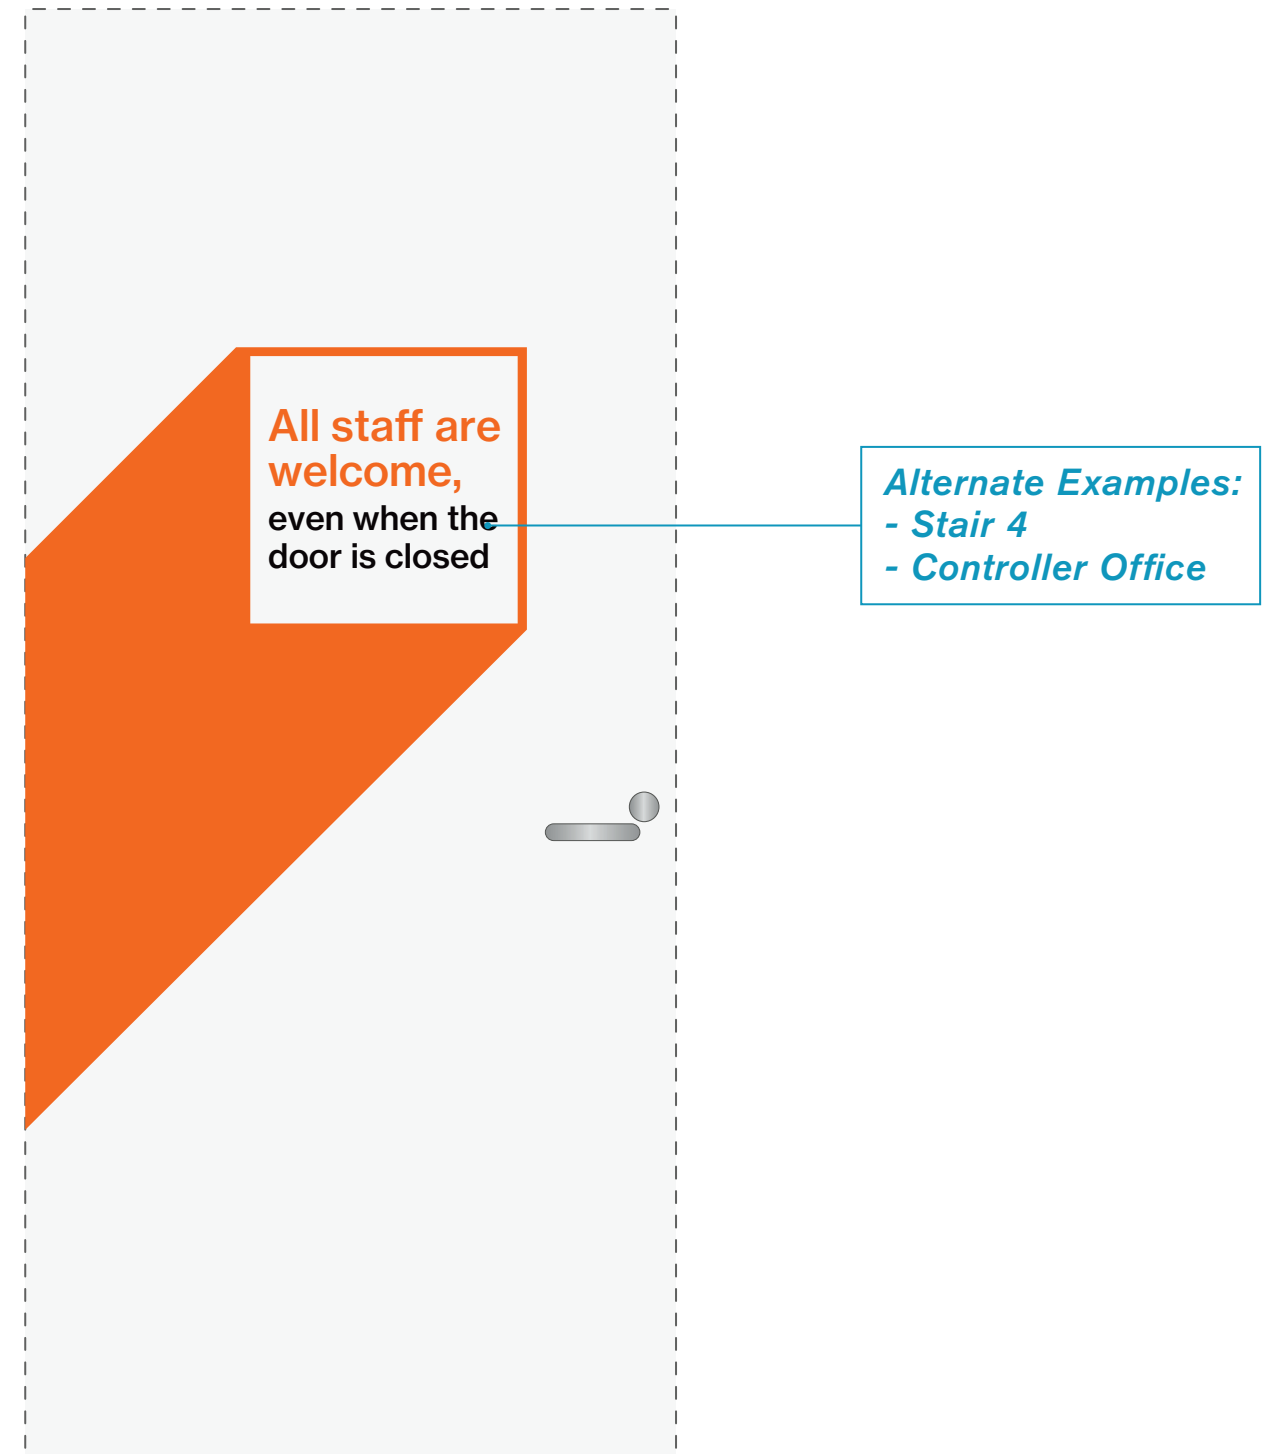 All staff are
welcome,
even when the
door is closed
Alternate Examples:
- Stair 4
- Controller Office